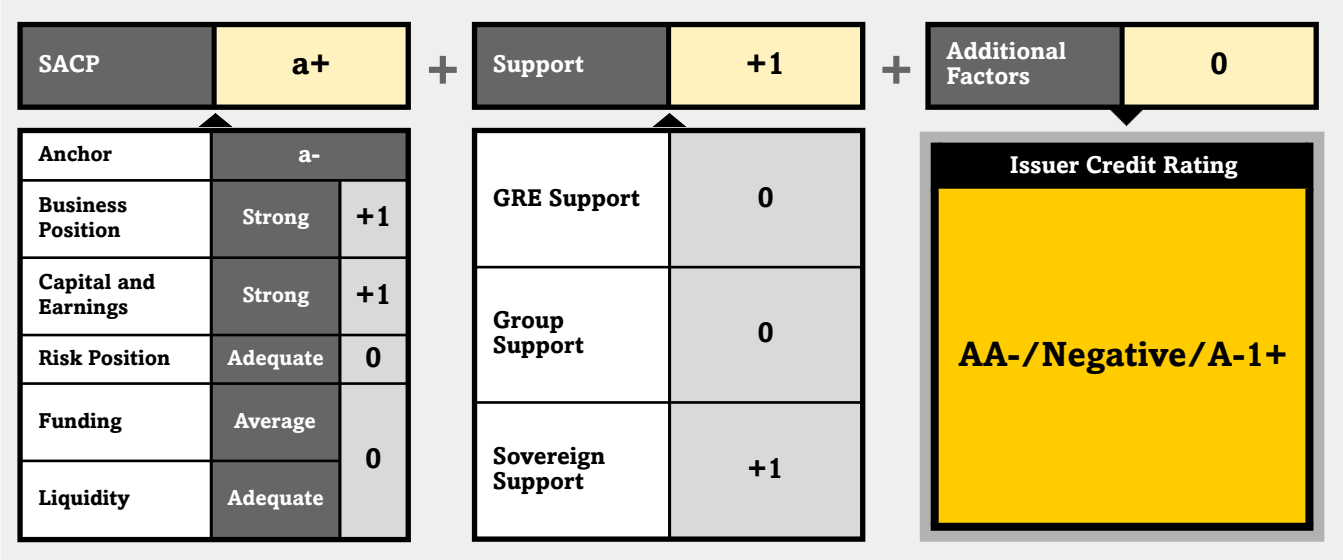 SACP
a+
+
Support
+1
+
Additional
Factors
0
Anchor
a-
Business
Position
Strong
+1
Capital and
Earnings
Strong
+1
Risk Position
Adequate
0
Funding
Average
0
Liquidity
Adequate
GRE Support
0
Group
Support
0
Sovereign
Support
+1
Issuer Credit Rating
AA-/Negative/A-1+